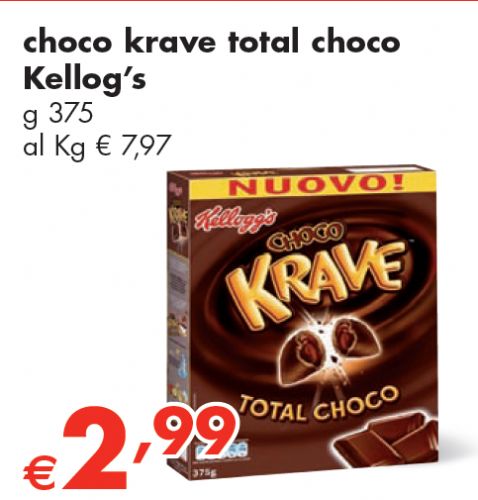 choco krave total choco
Kellog's
g 375
al Kg € 7,97
NUOVO!
Kellogg's
CHOCO
KRAVE
TOTAL CHOCO
375g
€2,99